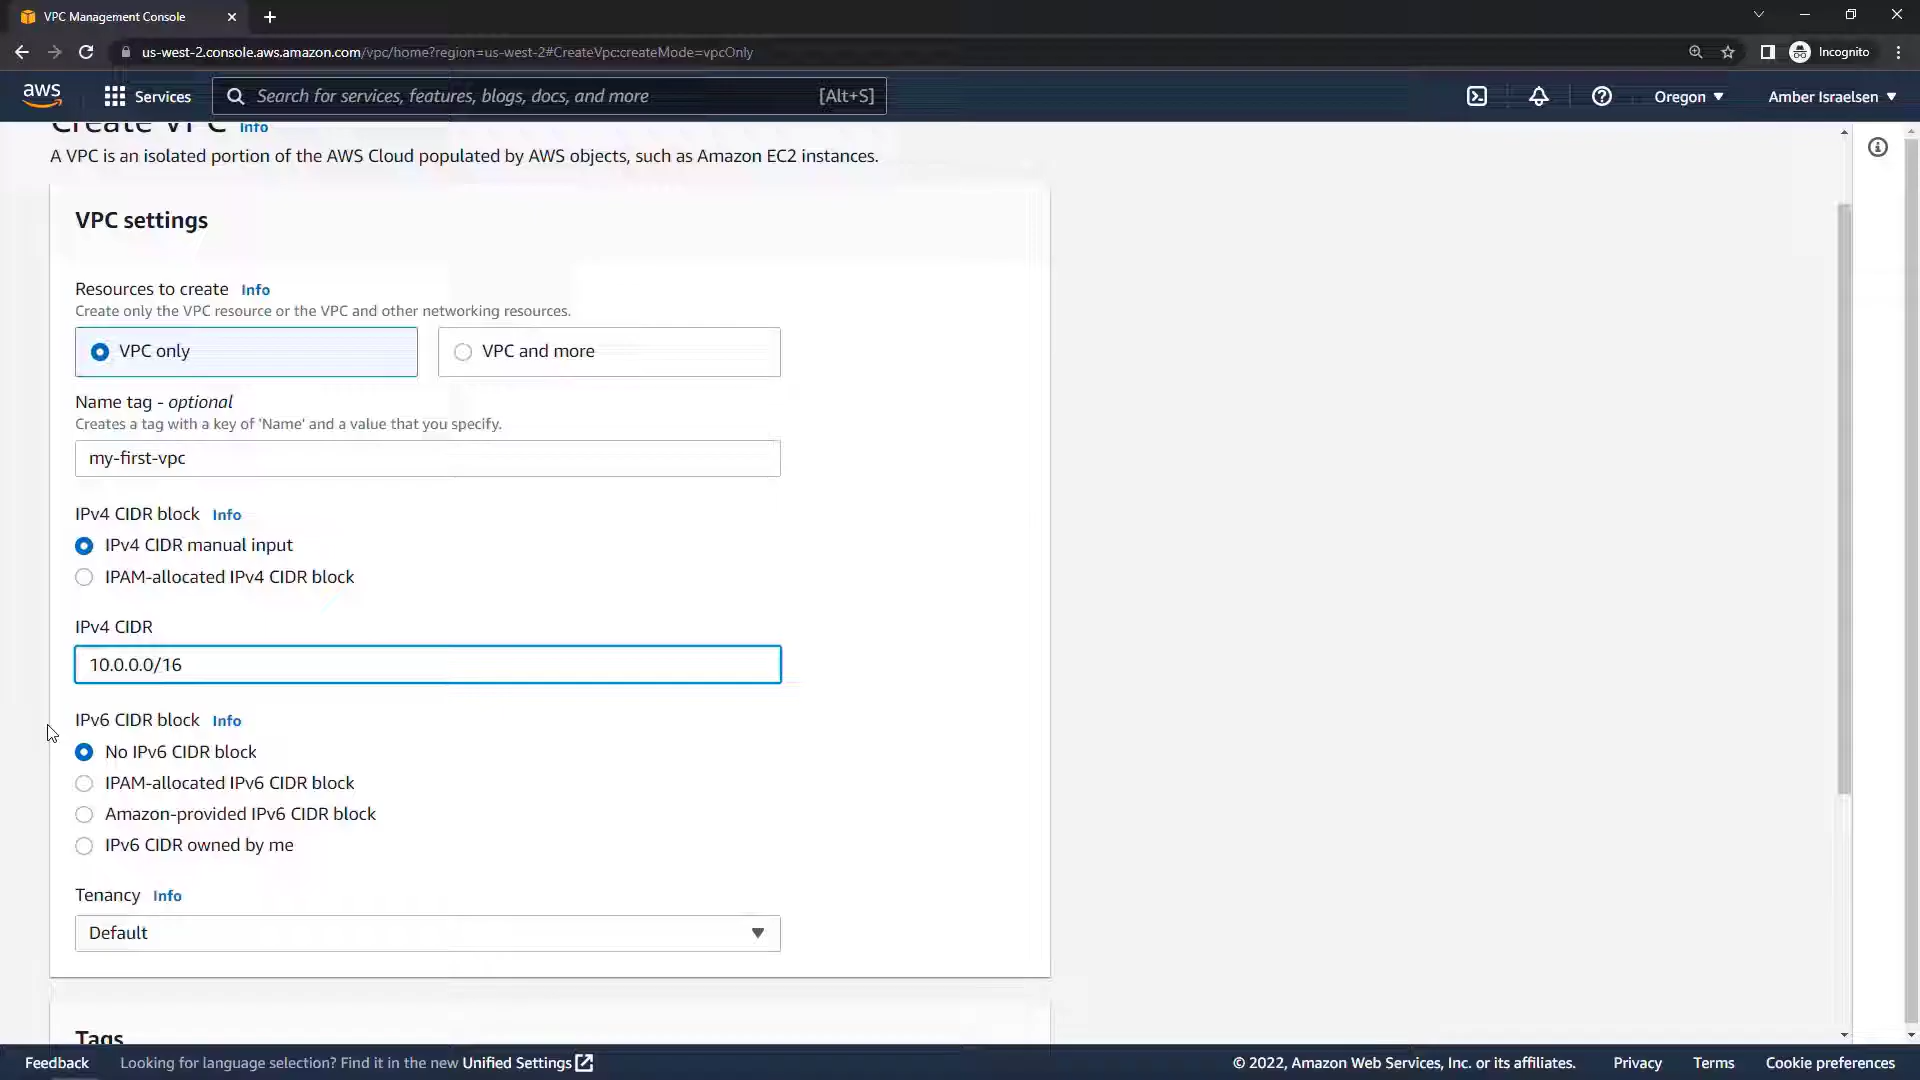 VPC Management Console
us-west-2.console.aws.amazon.com/vpc/home?region=us-west-2#CreateVpc:createMode=vpcOnly
Incognito
aws
Services
Search for services, features, blogs, docs, and more
[Alt+S]
Oregon
Amber Israelsen
Create VPC Info
A VPC is an isolated portion of the AWS Cloud populated by AWS objects, such as Amazon EC2 instances.
VPC settings
Resources to create Info
Create only the VPC resource or the VPC and other networking resources.
VPC only
VPC and more
Name tag - optional
Creates a tag with a key of 'Name' and a value that you specify.
my-first-vpc
IPv4 CIDR block Info
IPv4 CIDR manual input
IPAM-allocated IPv4 CIDR block
IPv4 CIDR
10.0.0.0/16
IPv6 CIDR block Info
No IPv6 CIDR block
IPAM-allocated IPv6 CIDR block
Amazon-provided IPv6 CIDR block
IPv6 CIDR owned by me
Tenancy Info
Default
Tags
Feedback
Looking for language selection? Find it in the new Unified Settings
© 2022, Amazon Web Services, Inc. or its affiliates.
Privacy
Terms
Cookie preferences